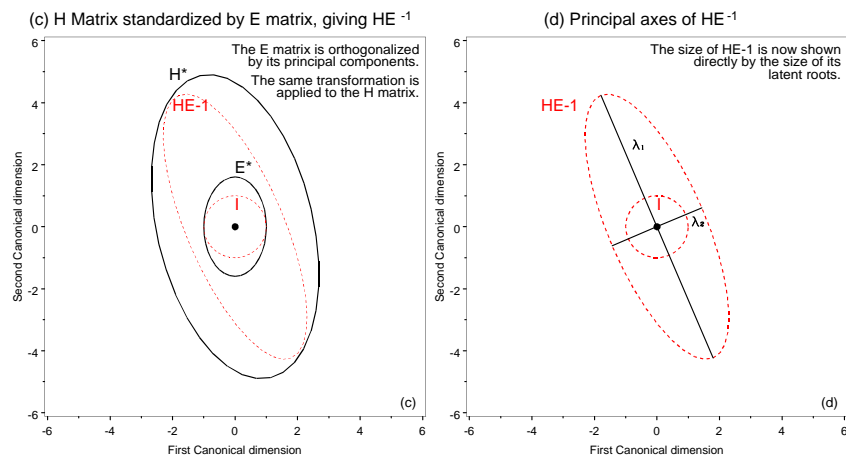 (c) H Matrix standardized by E matrix, giving HE⁻¹
The E matrix is orthogonalized
by its principal components.
The same transformation is
applied to the H matrix.
H*
HE-1
E*
I
6
4
2
0
-2
-4
-6
Second Canonical dimension
(c)
-6 -4 -2 0 2 4 6
First Canonical dimension
(d) Principal axes of HE⁻¹
The size of HE-1 is now shown
directly by the size of its
latent roots.
HE-1
λ₁
I
λ₂
6
4
2
0
-2
-4
-6
Second Canonical dimension
(d)
-6 -4 -2 0 2 4 6
First Canonical dimension